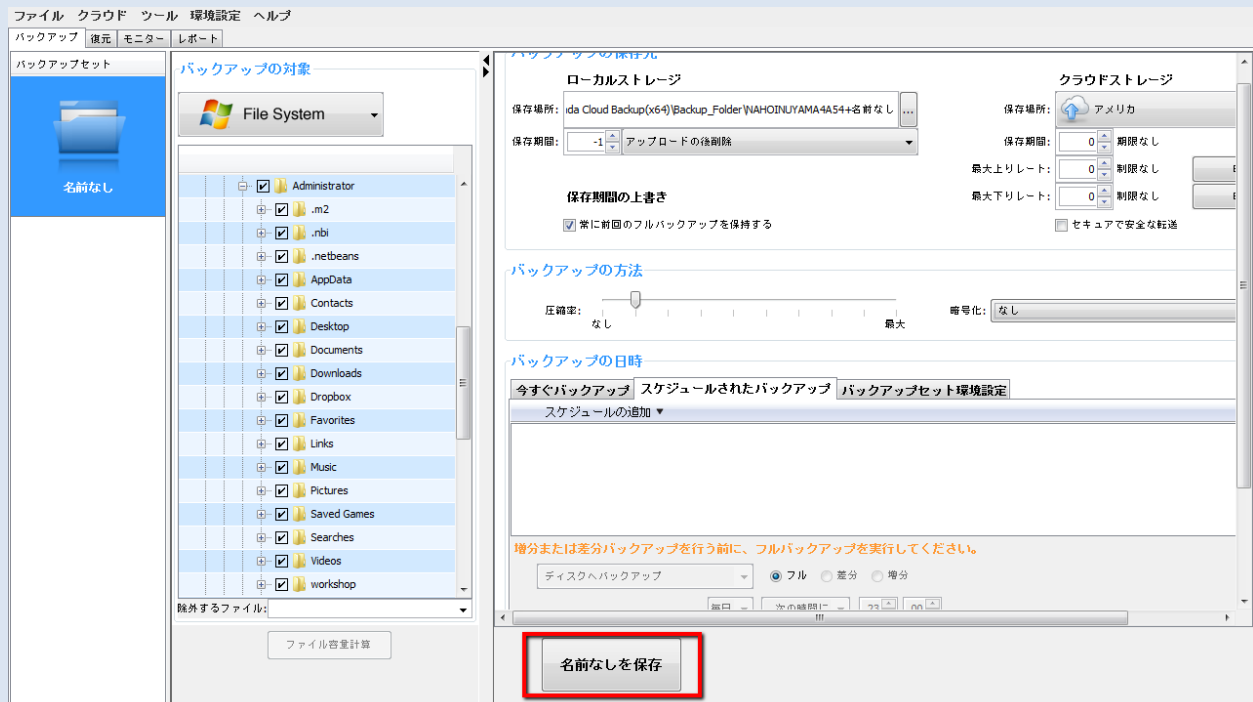 ファイル クラウド ツール 環境設定 ヘルプ
バックアップ 復元 モニター レポート
バックアップセット
名前なし
バックアップの対象
File System
Administrator
.m2
.nbi
.netbeans
AppData
Contacts
Desktop
Documents
Downloads
Dropbox
Favorites
Links
Music
Pictures
Saved Games
Searches
Videos
workshop
除外するファイル:
ファイル容量計算
バックアップの保存先
ローカルストレージ
保存場所: uda Cloud Backup(x64)\Backup_Folder\NAHOINUYAMA4A54+名前なし ...
保存期間: -1 アップロードの後削除
保存期間の上書き
常に前回のフルバックアップを保持する
クラウドストレージ
保存場所: アメリカ
保存期間: 0 期限なし
最大上りレート: 0 制限なし
最大下りレート: 0 制限なし
セキュアで安全な転送
バックアップの方法
圧縮率:
なし 最大
暗号化: なし
バックアップの日時
今すぐバックアップ スケジュールされたバックアップ バックアップセット環境設定
スケジュールの追加 ▼
増分または差分バックアップを行う前に、フルバックアップを実行してください。
ディスクへバックアップ フル 差分 増分
毎日 次の時間に 23 00
名前なしを保存